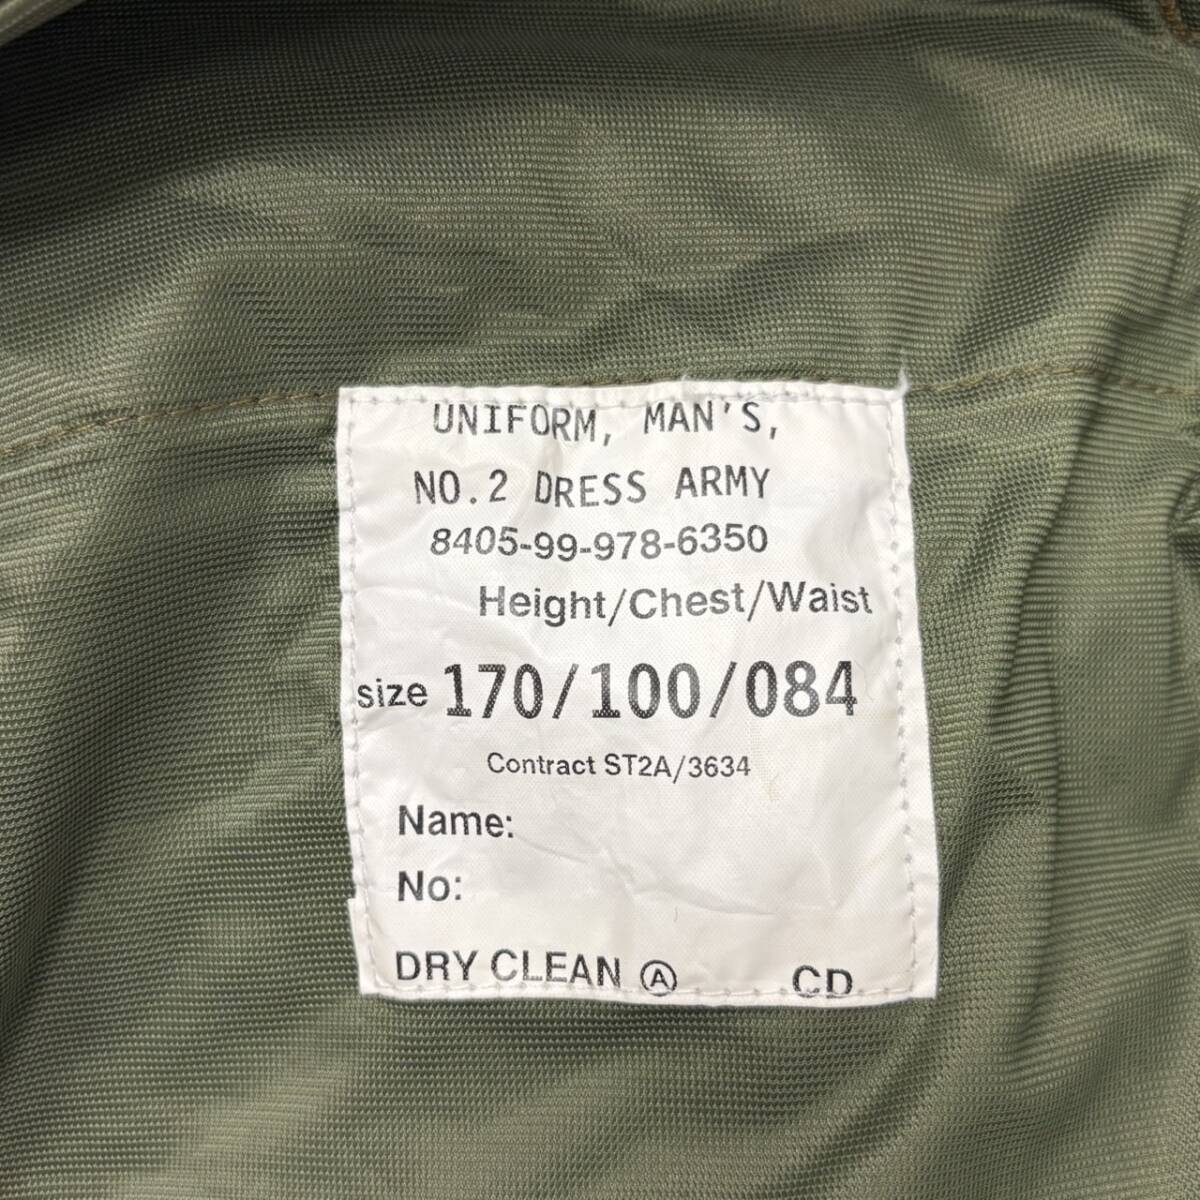 UNIFORM, MAN'S,
NO.2 DRESS ARMY
8405-99-978-6350
Height/Chest/Waist
size 170/100/084
Contract ST2A/3634
Name:
No:
DRY CLEAN Ⓐ CD